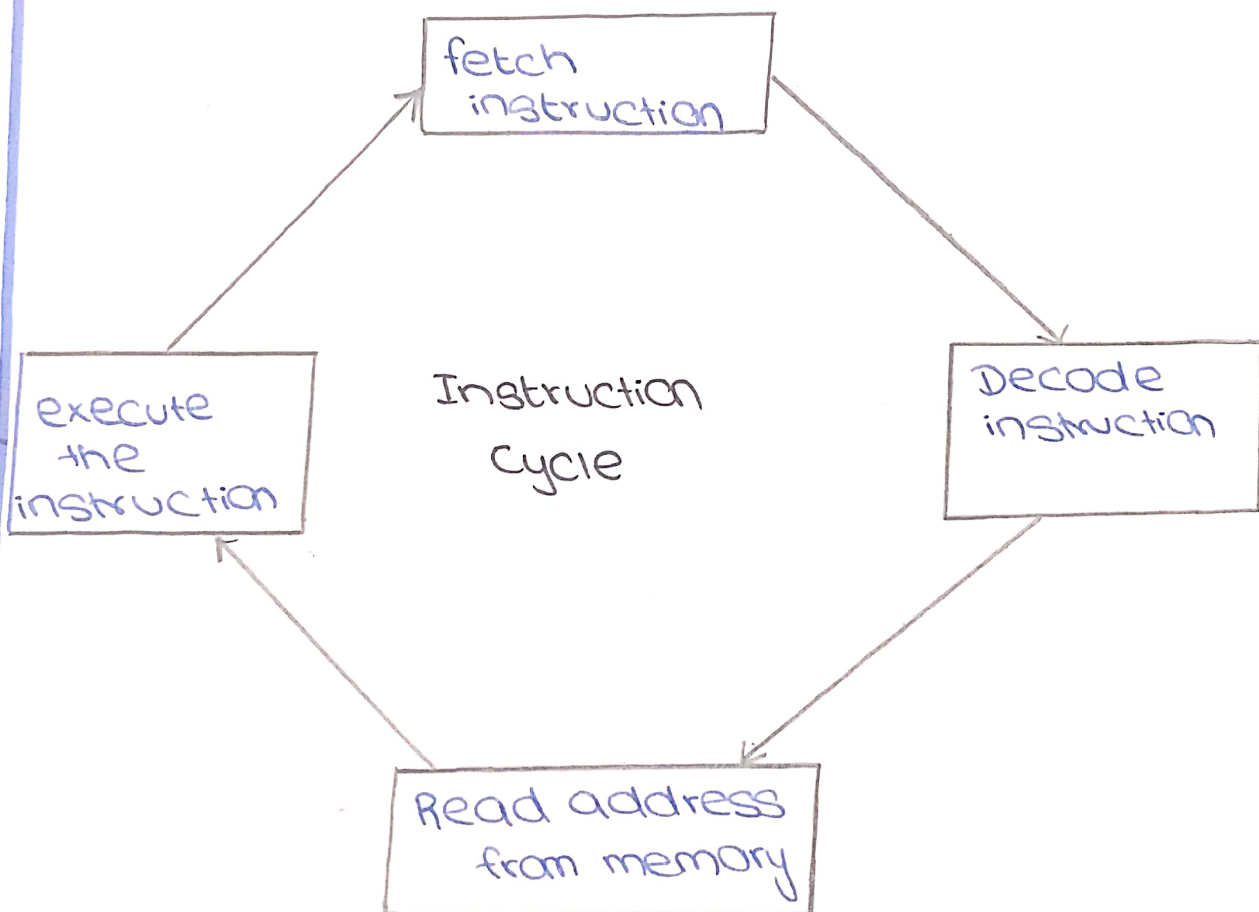 fetch
instruction
Decode
instruction
Instruction
Cycle
execute
the
instruction
Read address
from memory